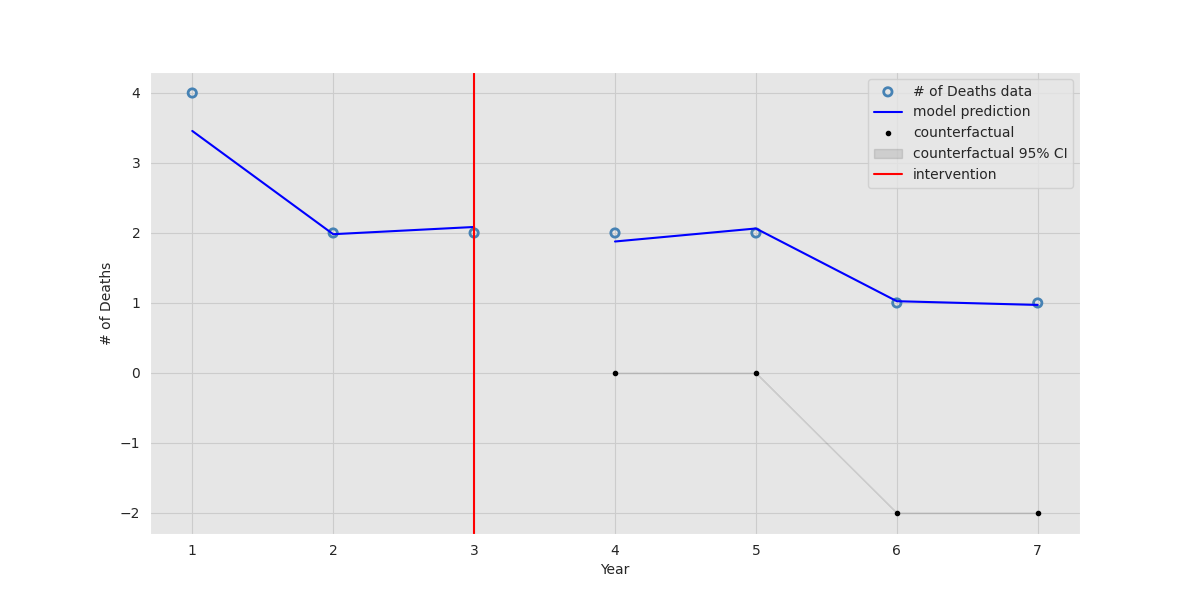 4
3
2
1
0
−1
−2
# of Deaths
1
2
3
4
5
6
7
Year
# of Deaths data
model prediction
counterfactual
counterfactual 95% CI
intervention